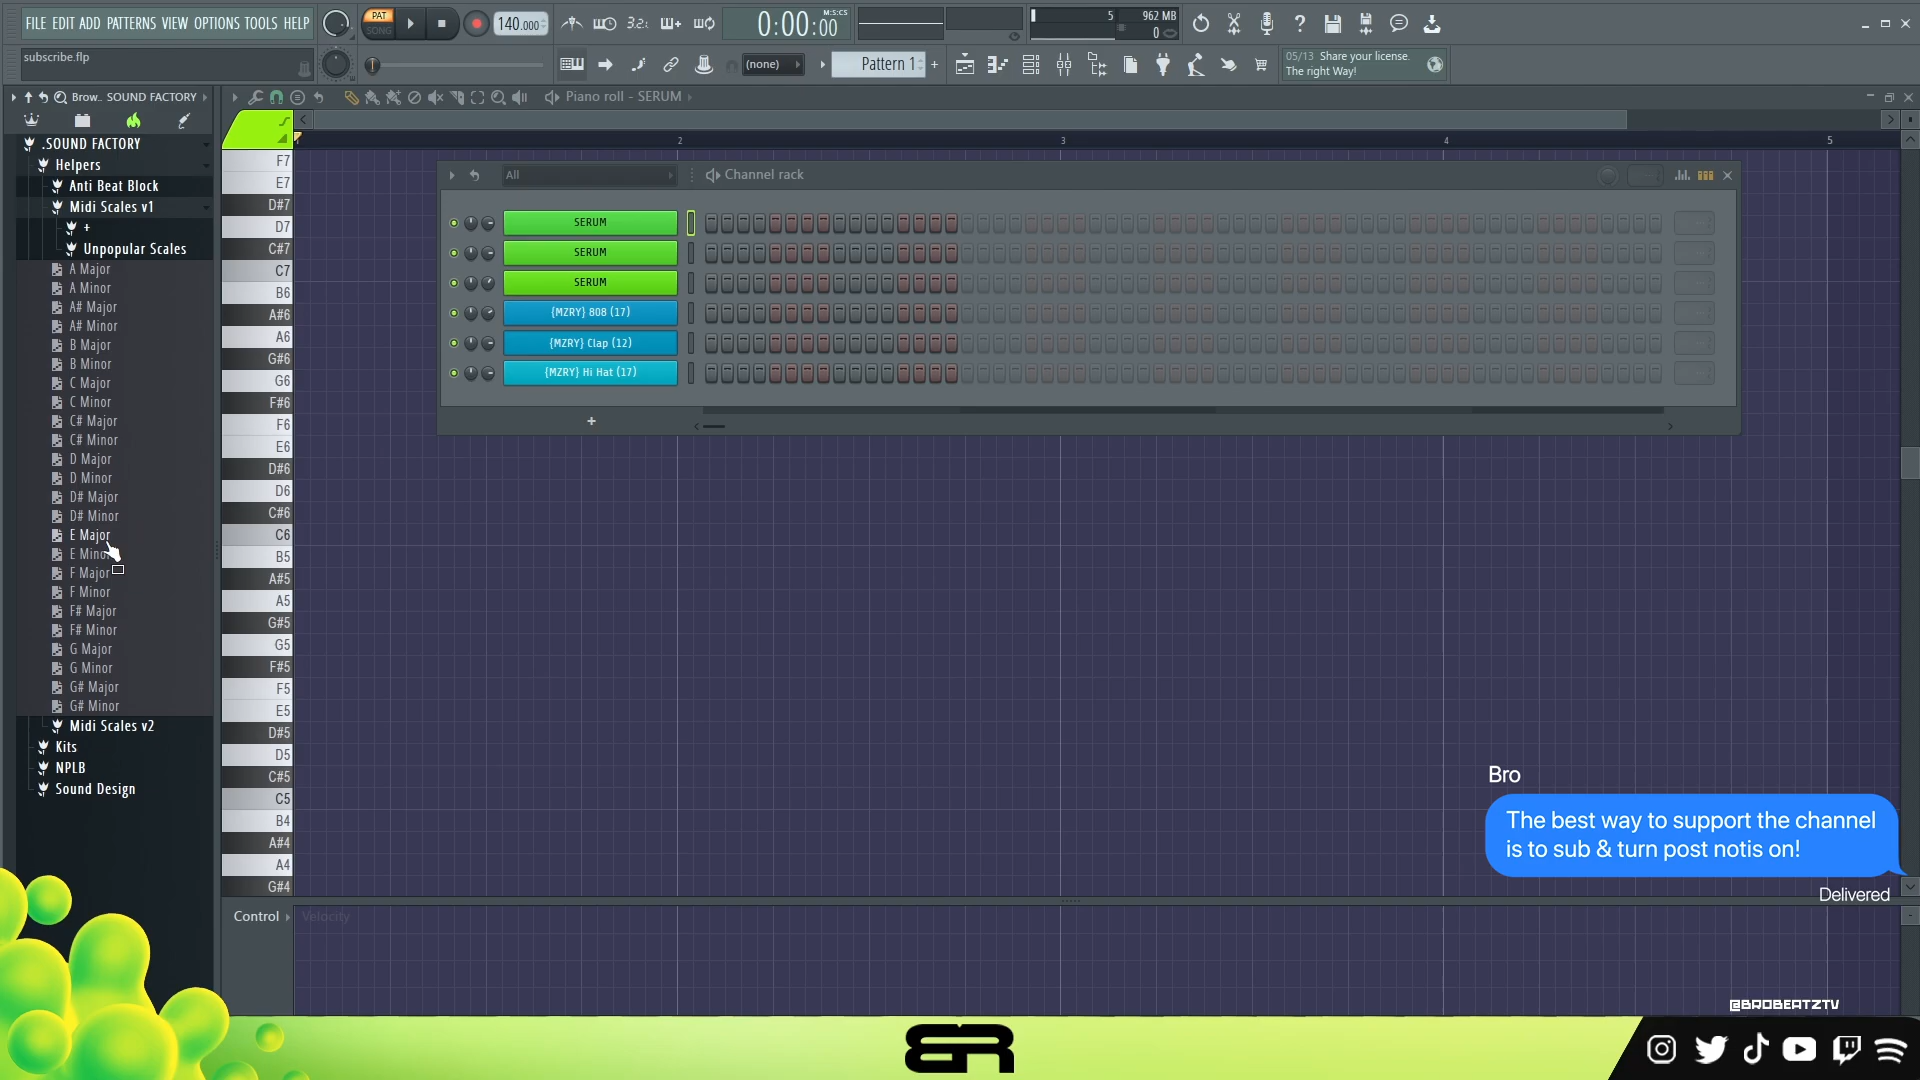 FILE EDIT ADD PATTERNS VIEW OPTIONS TOOLS HELP
PAT
SONG
140.000
3.2.
0:00:00
M:S:CS
5
962 MB
0
subscribe.flp
(none)
Pattern 1
+
05/13 Share your license.
The right Way!
Brow.. SOUND FACTORY
Piano roll - SERUM
.SOUND FACTORY
Helpers
Anti Beat Block
Midi Scales v1
+
Unpopular Scales
A Major
A Minor
A# Major
A# Minor
B Major
B Minor
C Major
C Minor
C# Major
C# Minor
D Major
D Minor
D# Major
D# Minor
E Major
E Minor
F Major
F Minor
F# Major
F# Minor
G Major
G Minor
G# Major
G# Minor
Midi Scales v2
Kits
NPLB
Sound Design
2
3
4
5
F7
E7
D#7
D7
C#7
C7
B6
A#6
A6
G#6
G6
F#6
F6
E6
D#6
D6
C#6
C6
B5
A#5
A5
G#5
G5
F#5
F5
E5
D#5
D5
C#5
C5
B4
A#4
A4
G#4
All
Channel rack
SERUM
SERUM
SERUM
{MZRY} 808 (17)
{MZRY} Clap (12)
{MZRY} Hi Hat (17)
+
Control
Velocity
Bro
The best way to support the channel
is to sub & turn post notis on!
Delivered
@BROBEATZTV
BR